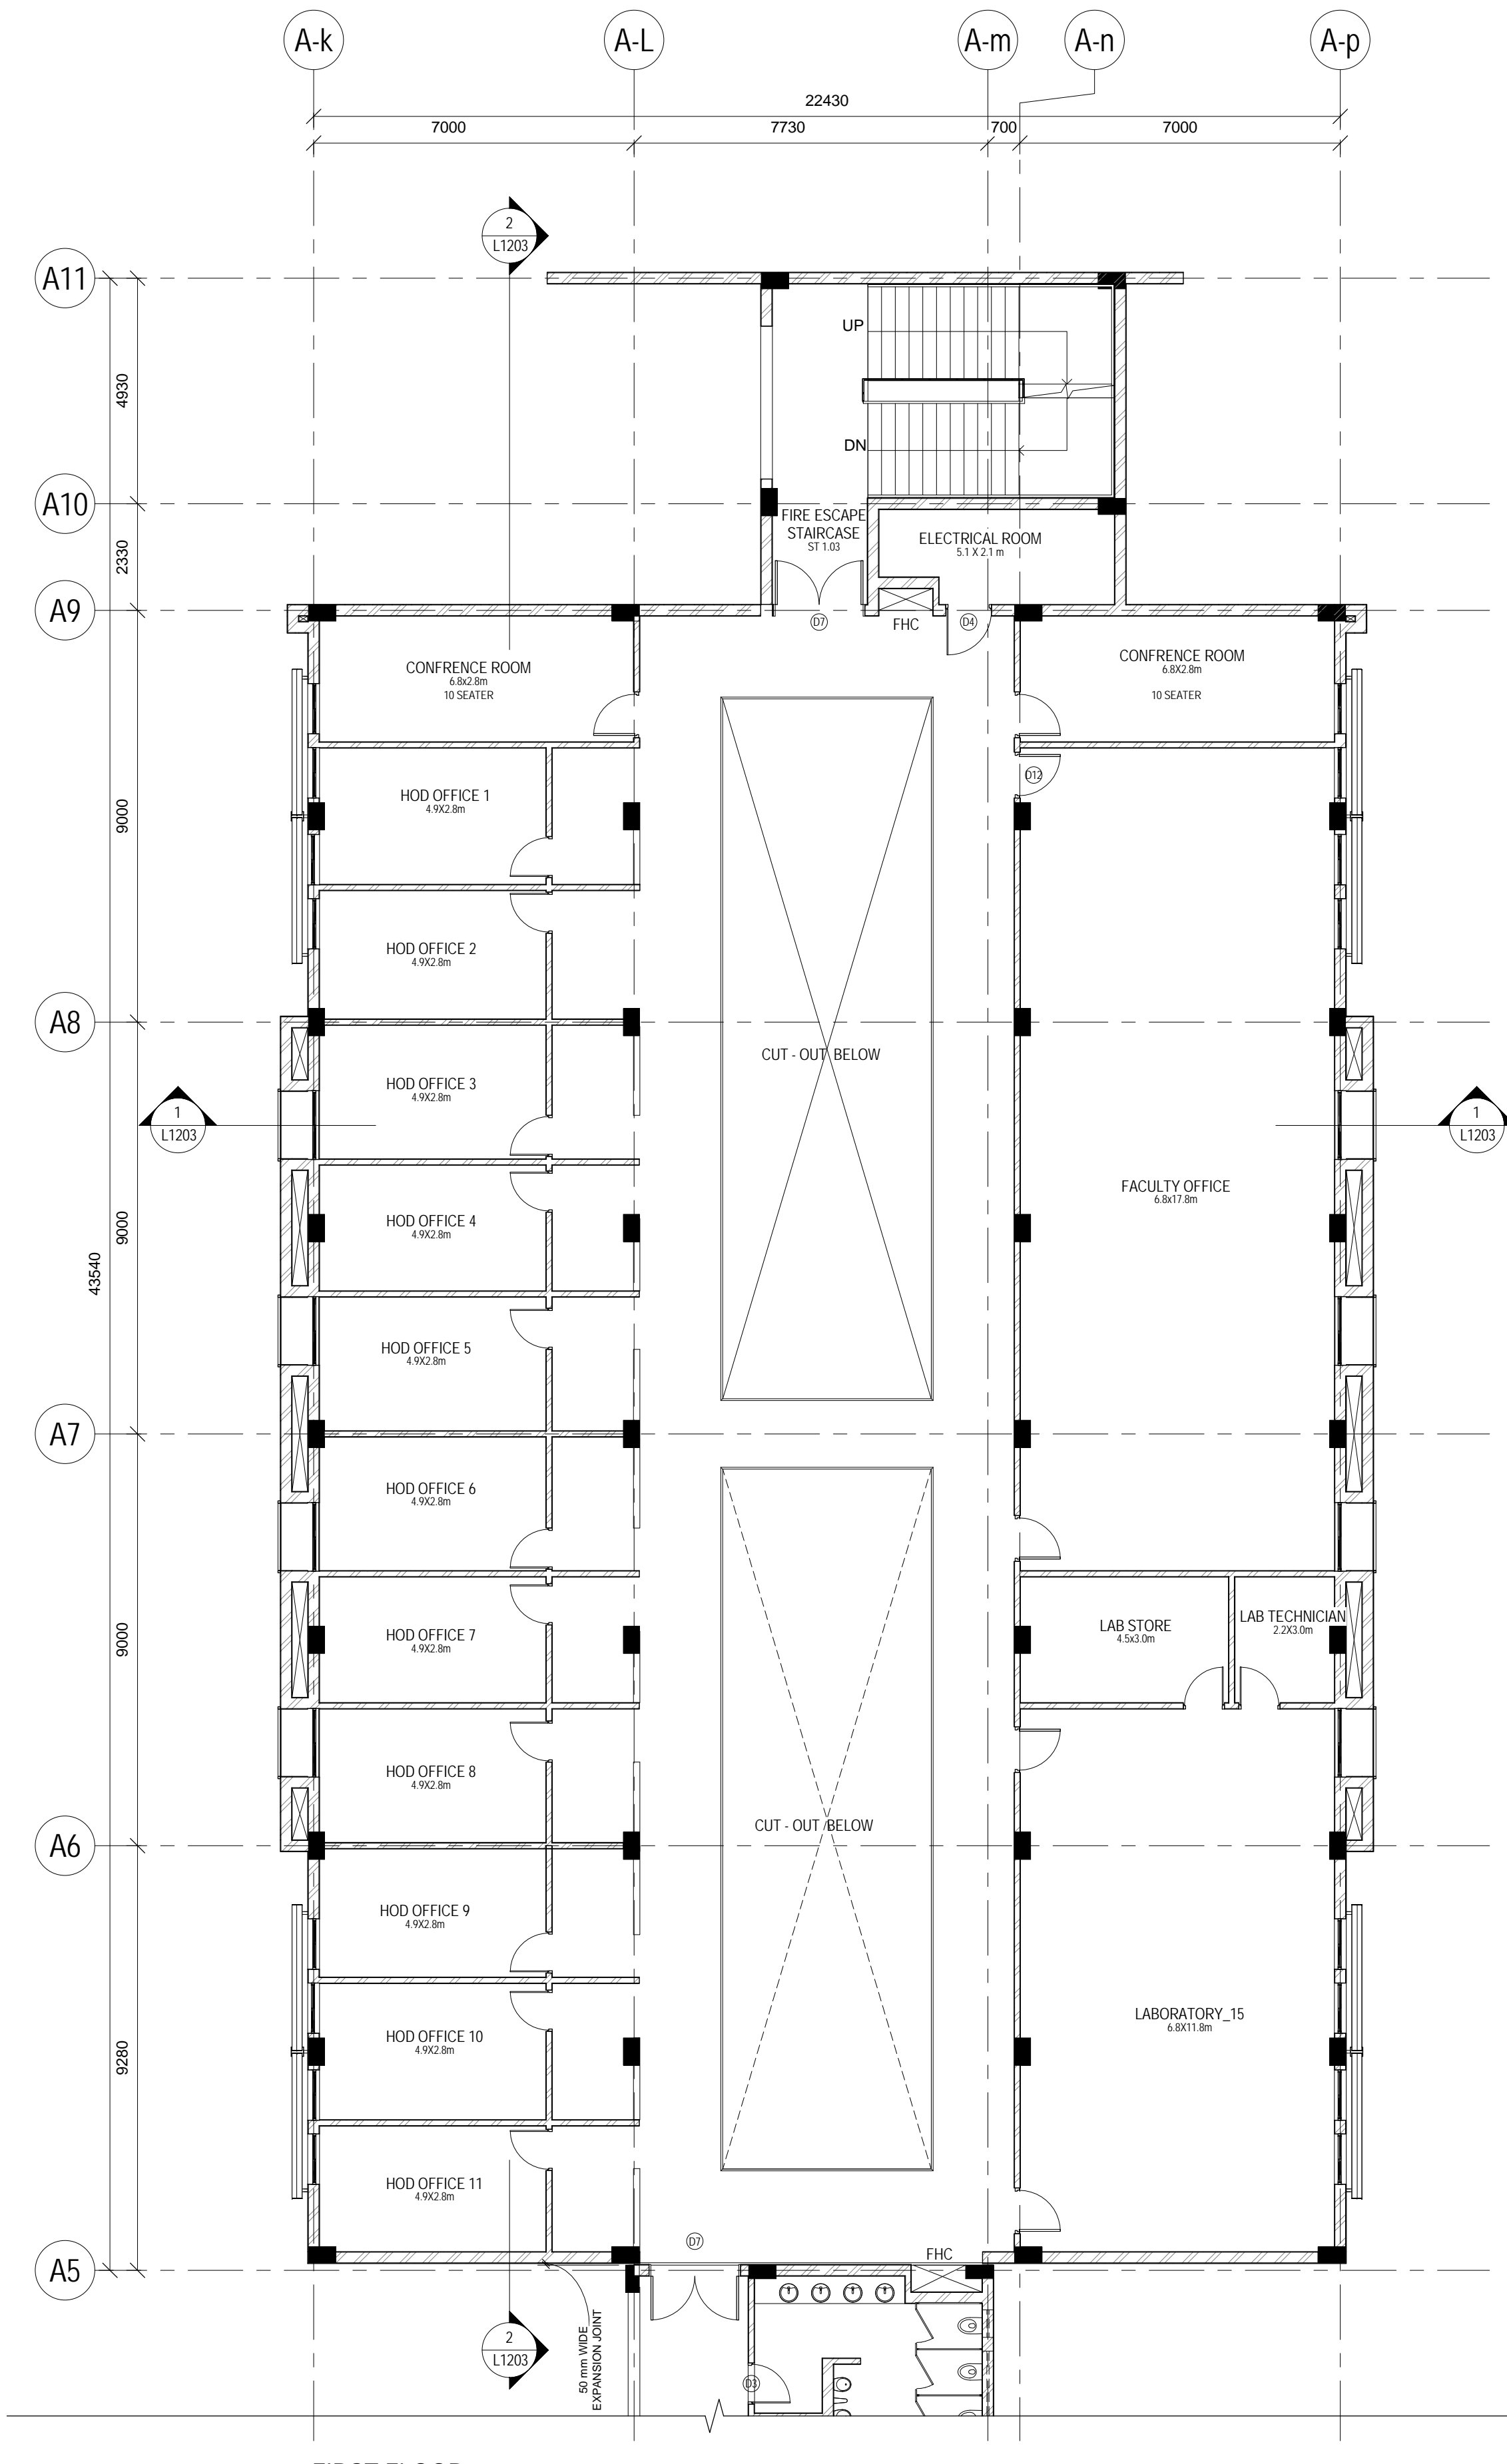 A-k
A-L
A-m
A-n
A-p
22430
7000
7730
700
7000
2
L1203
A11
UP
4930
DN
A10
FIRE ESCAPE
STAIRCASE
ST 1.03
ELECTRICAL ROOM
5.1 X 2.1 m
2330
A9
D7
FHC
D4
CONFRENCE ROOM
6.8x2.8m
10 SEATER
CONFRENCE ROOM
6.8X2.8m
10 SEATER
D12
HOD OFFICE 1
4.9X2.8m
9000
HOD OFFICE 2
4.9X2.8m
A8
CUT - OUT BELOW
HOD OFFICE 3
4.9X2.8m
1
L1203
1
L1203
FACULTY OFFICE
6.8x17.8m
HOD OFFICE 4
4.9X2.8m
9000
43540
HOD OFFICE 5
4.9X2.8m
A7
HOD OFFICE 6
4.9X2.8m
HOD OFFICE 7
4.9X2.8m
9000
LAB STORE
4.5x3.0m
LAB TECHNICIAN
2.2X3.0m
HOD OFFICE 8
4.9X2.8m
CUT - OUT BELOW
A6
HOD OFFICE 9
4.9X2.8m
LABORATORY_15
6.8X11.8m
HOD OFFICE 10
4.9X2.8m
9280
HOD OFFICE 11
4.9X2.8m
D7
FHC
A5
2
L1203
50 mm WIDE
EXPANSION JOINT
D3
FIRST FLOOR